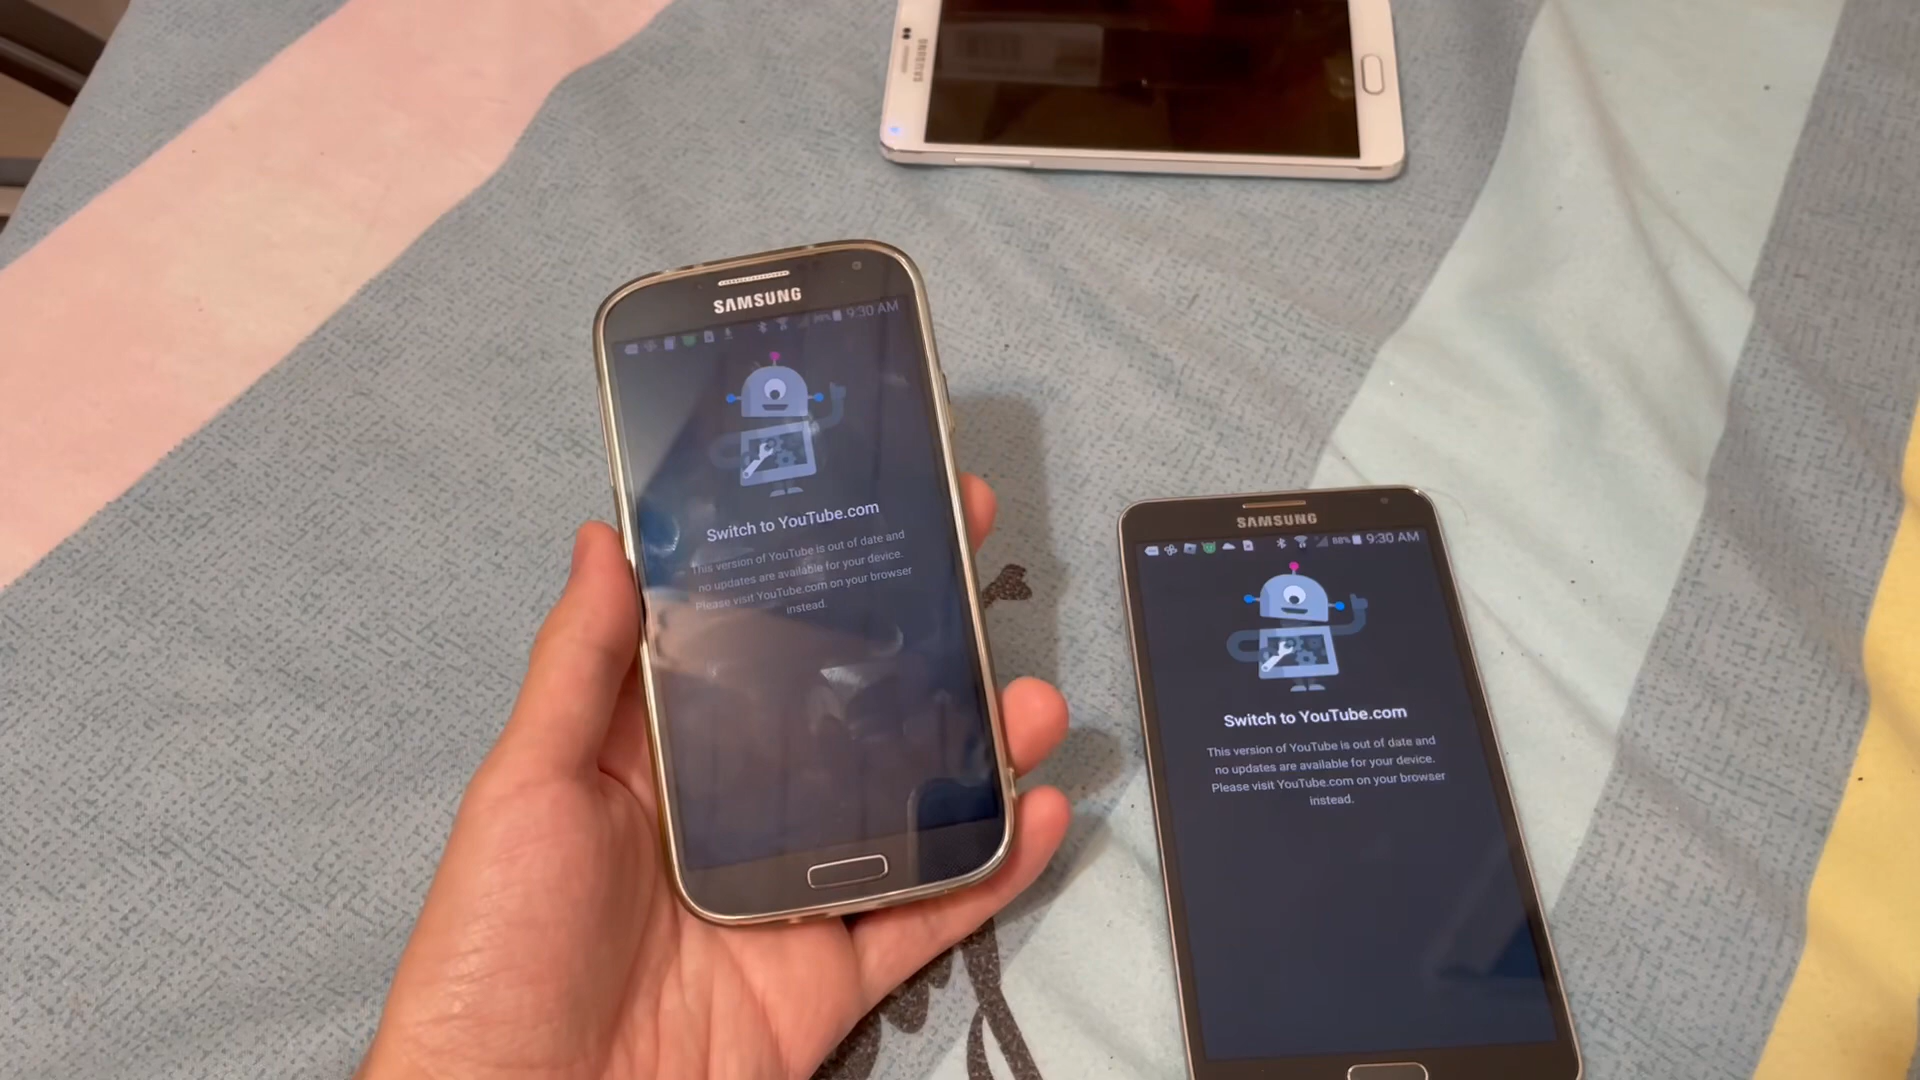 SAMSUNG
SAMSUNG
9:30 AM
Switch to YouTube.com
This version of YouTube is out of date and
no updates are available for your device.
Please visit YouTube.com on your browser
instead.
SAMSUNG
88% 9:30 AM
Switch to YouTube.com
This version of YouTube is out of date and
no updates are available for your device.
Please visit YouTube.com on your browser
instead.